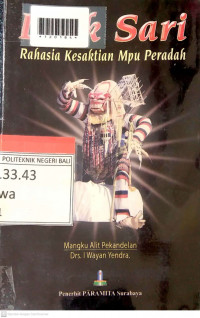 Sari
Rahasia Kesaktian Mpu Peradah
POLITEKNIK NEGERI BALI
.33.43
wa
Mangku Alit Pekandelan
Drs. I Wayan Yendra.
Penerbit PARAMITA Surabaya